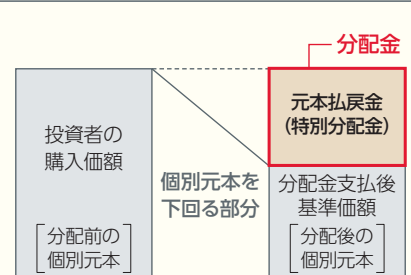 分配金
元本払戻金
(特別分配金)
投資者の
購入価額
個別元本を
下回る部分
分配金支払後
基準価額
分配前の
個別元本
分配後の
個別元本